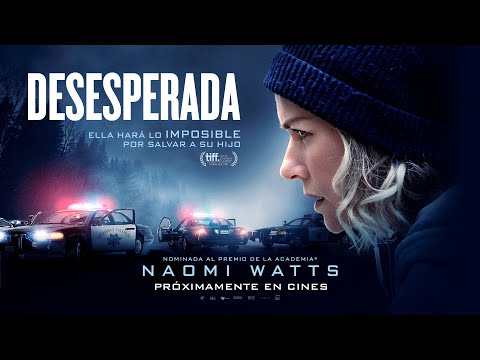 DESESPERADA
ELLA HARÁ LO IMPOSIBLE
POR SALVAR A SU HIJO
tiff
NOMINADA AL PREMIO DE LA ACADEMIA®
NAOMI WATTS
PRÓXIMAMENTE EN CINES